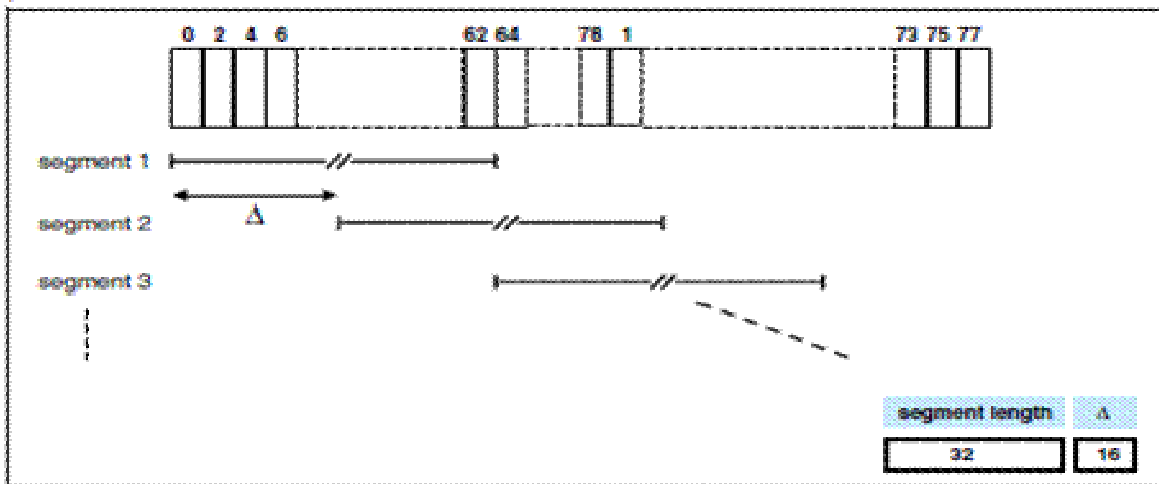 0 2 4 6 62 64 78 1 73 75 77
segment 1
Δ
segment 2
segment 3
segment length Δ
32 16